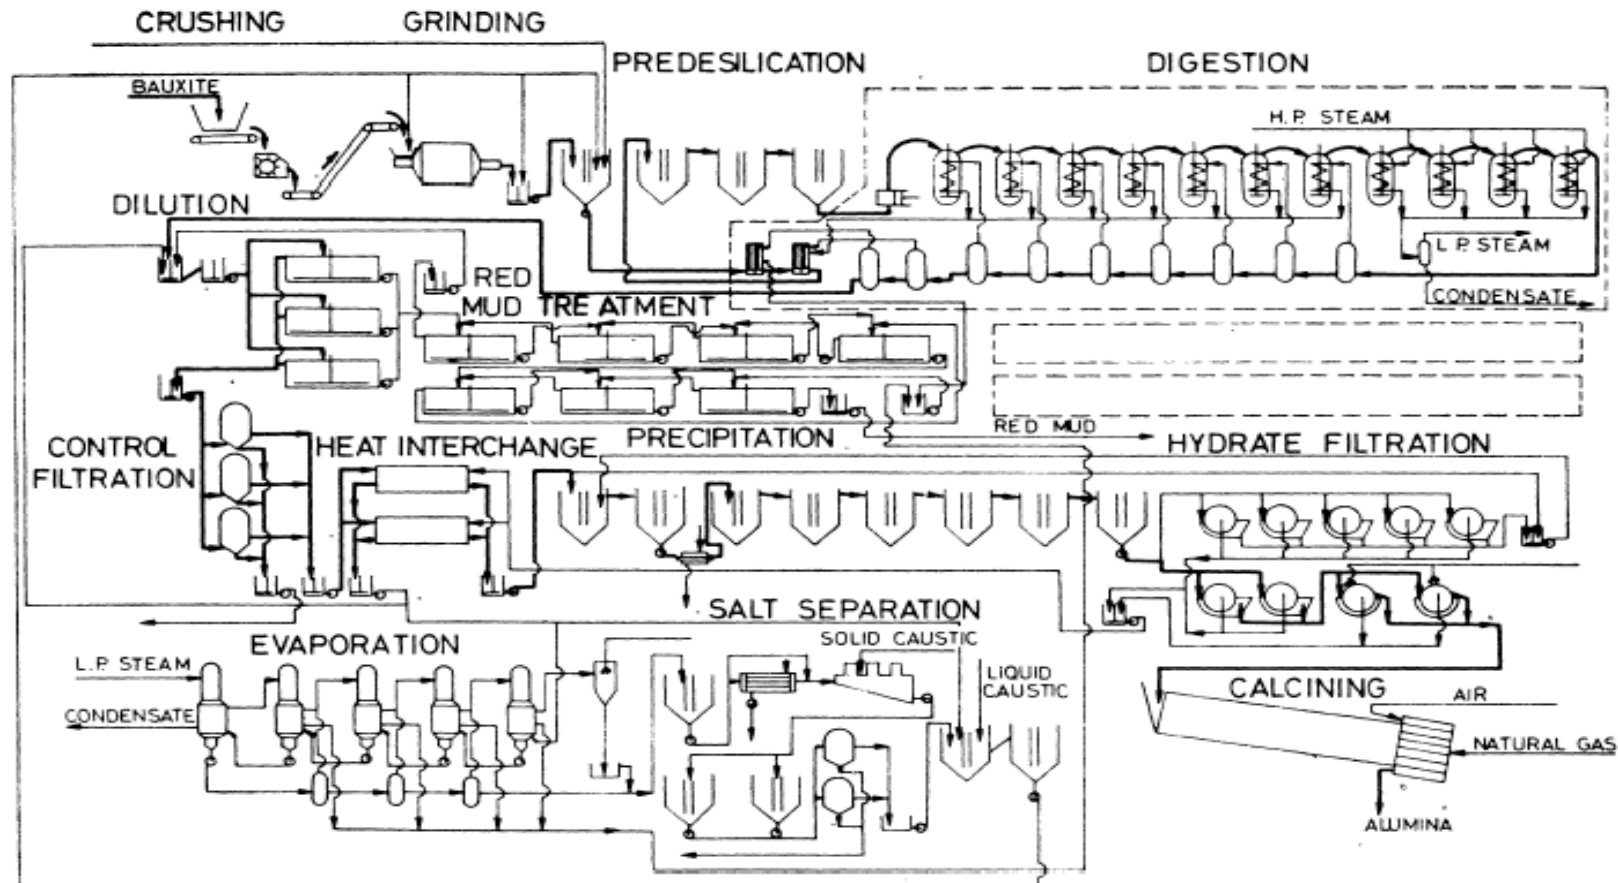 CRUSHING
GRINDING
PREDESILICATION
DIGESTION
BAUXITE
H.P. STEAM
DILUTION
L.P. STEAM
RED
MUD TREATMENT
CONDENSATE
RED MUD
CONTROL
FILTRATION
HEAT INTERCHANGE
PRECIPITATION
HYDRATE FILTRATION
SALT SEPARATION
EVAPORATION
SOLID CAUSTIC
L.P. STEAM
LIQUID
CAUSTIC
CONDENSATE
CALCINING
AIR
NATURAL GAS
ALUMINA